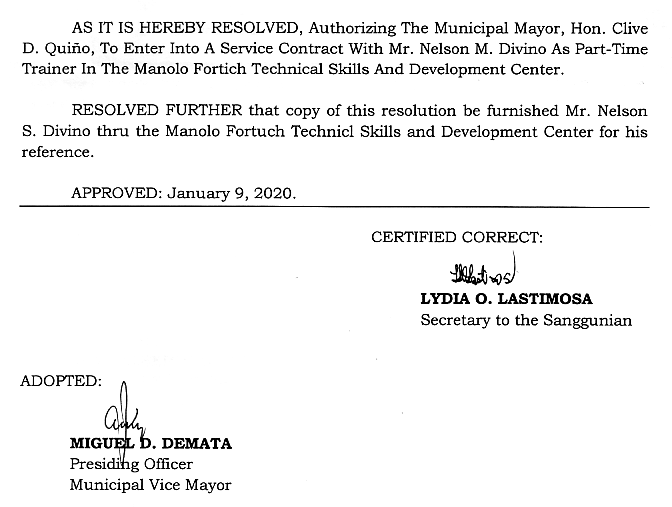 AS IT IS HEREBY RESOLVED, Authorizing The Municipal Mayor, Hon. Clive
D. Quiño, To Enter Into A Service Contract With Mr. Nelson M. Divino As Part-Time
Trainer In The Manolo Fortich Technical Skills And Development Center.
RESOLVED FURTHER that copy of this resolution be furnished Mr. Nelson
S. Divino thru the Manolo Fortuch Technicl Skills and Development Center for his
reference.
APPROVED: January 9, 2020.
CERTIFIED CORRECT:
LYDIA O. LASTIMOSA
Secretary to the Sanggunian
ADOPTED:
MIGUEL D. DEMATA
Presiding Officer
Municipal Vice Mayor